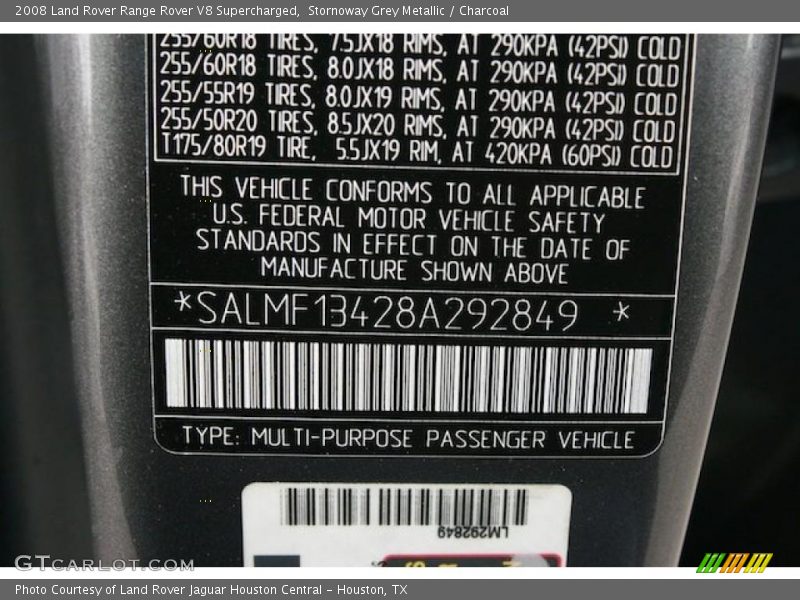 2008 Land Rover Range Rover V8 Supercharged, Stornoway Grey Metallic / Charcoal
255/60R18 TIRES, 7.5JX18 RIMS, AT 290KPA (42PSI) COLD
255/60R18 TIRES, 8.0JX18 RIMS, AT 290KPA (42PSI) COLD
255/55R19 TIRES, 8.0JX19 RIMS, AT 290KPA (42PSI) COLD
255/50R20 TIRES, 8.5JX20 RIMS, AT 290KPA (42PSI) COLD
T175/80R19 TIRE, 5.5JX19 RIM, AT 420KPA (60PSI) COLD
THIS VEHICLE CONFORMS TO ALL APPLICABLE
U.S. FEDERAL MOTOR VEHICLE SAFETY
STANDARDS IN EFFECT ON THE DATE OF
MANUFACTURE SHOWN ABOVE
*SALMF13428A292849 *
TYPE: MULTI-PURPOSE PASSENGER VEHICLE
LM292849
GTCARLOT.COM
Photo Courtesy of Land Rover Jaguar Houston Central - Houston, TX